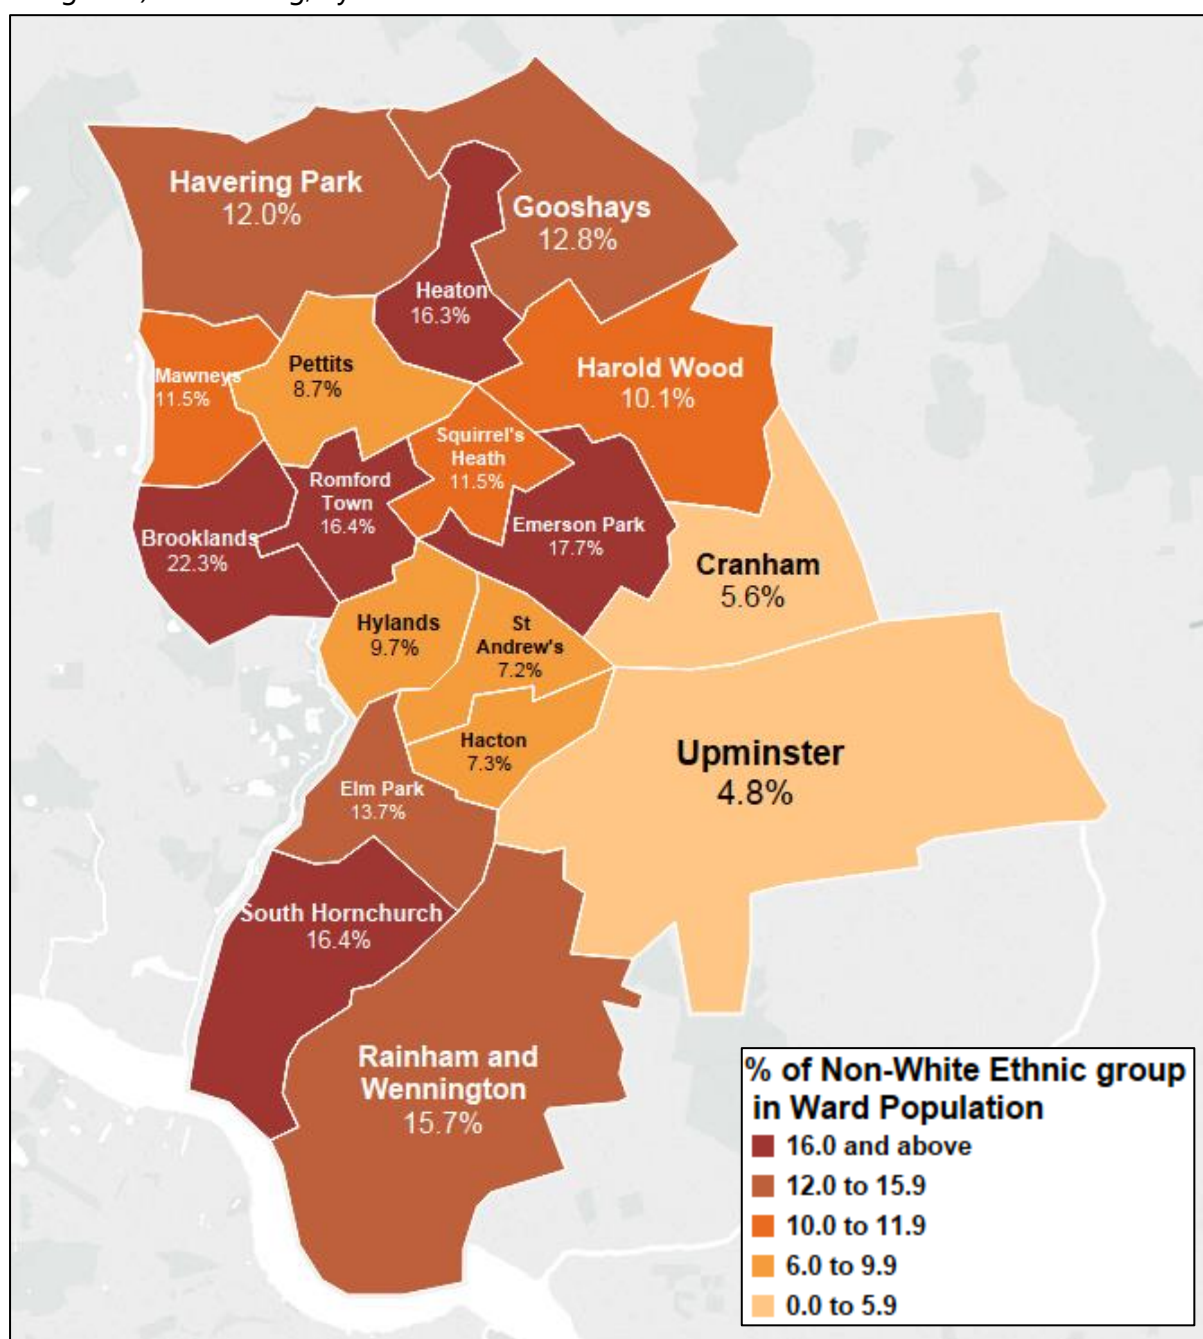 Havering Park
12.0%
Gooshays
12.8%
Heaton
16.3%
Pettits
8.7%
Mawneys
11.5%
Harold Wood
10.1%
Squirrel's
Heath
11.5%
Romford
Town
16.4%
Emerson Park
17.7%
Brooklands
22.3%
Cranham
5.6%
Hylands
9.7%
St
Andrew's
7.2%
Hacton
7.3%
Upminster
4.8%
Elm Park
13.7%
South Hornchurch
16.4%
Rainham and
Wennington
15.7%
% of Non-White Ethnic group
in Ward Population
16.0 and above
12.0 to 15.9
10.0 to 11.9
6.0 to 9.9
0.0 to 5.9